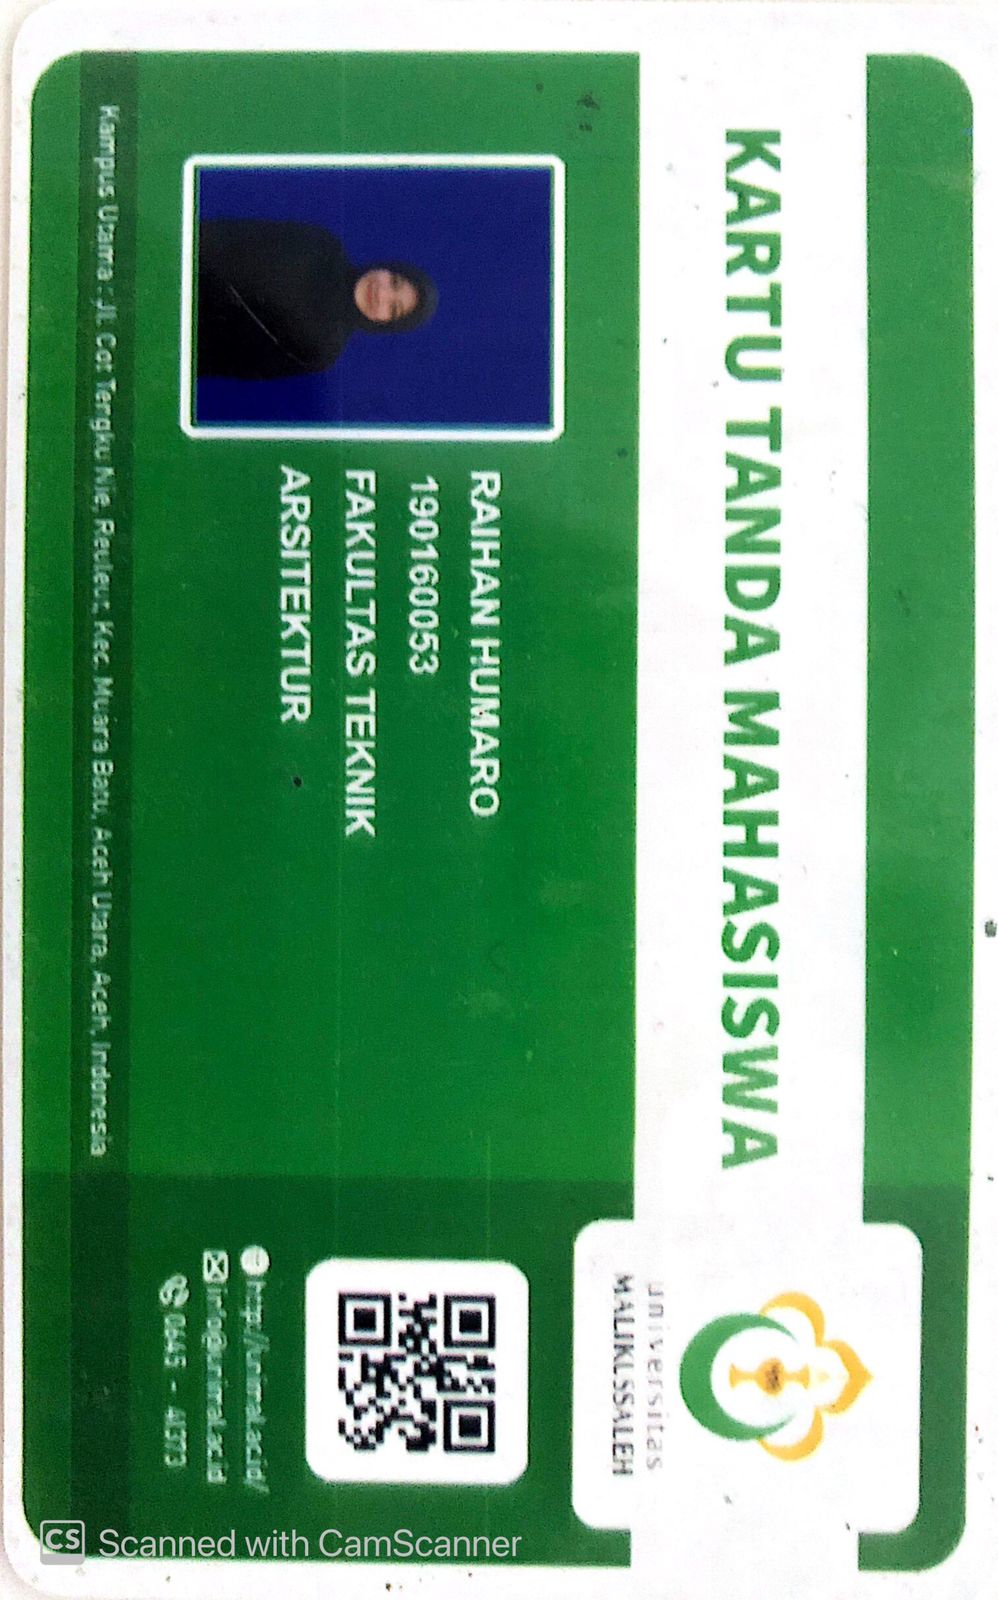 KARTU TANDA MAHASISWA
universitas
MALIKUSSALEH
RAIHAN HUMARO
190160053
FAKULTAS TEKNIK
ARSITEKTUR
http://unimal.ac.id/
info@unimal.ac.id
0645 - 41373
Kampus Utama : Jl. Cot Tengku Nie, Reuleut, Kec. Muara Batu, Aceh Utara, Aceh, Indonesia
CS Scanned with CamScanner